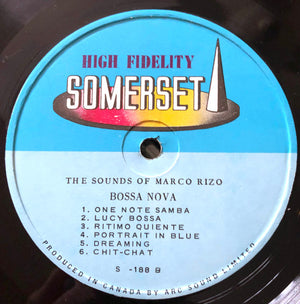 HIGH FIDELITY
SOMERSET
THE SOUNDS OF MARCO RIZO
BOSSA NOVA
1. ONE NOTE SAMBA
2. LUCY BOSSA
3. RITIMO QUIENTE
4. PORTRAIT IN BLUE
5. DREAMING
6. CHIT-CHAT
S -188 B
PRODUCED IN CANADA BY ARC SOUND LIMITED